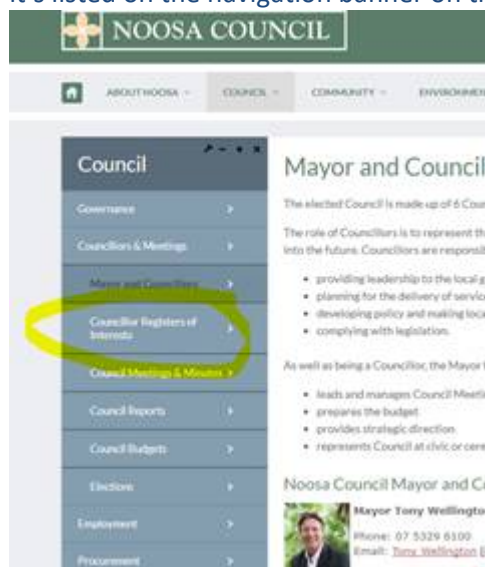 It's listed on the navigation banner on th
NOOSA COUNCIL
ABOUT NOOSA
COUNCIL
COMMUNITY
ENVIRONMEN
Council
Governance
Councillors & Meetings
Mayor and Councillors
Councillor Registers of
Interests
Council Meetings & Minutes
Council Reports
Council Budgets
Elections
Employment
Procurement
Mayor and Council
The elected Council is made up of 6 Coun
The role of Councillors is to represent th
into the future. Councillors are responsib
• providing leadership to the local g
• planning for the delivery of service
• developing policy and making loca
• complying with legislation.
As well as being a Councillor, the Mayor
• leads and manages Council Meeti
• prepares the budget
• provides strategic direction
• represents Council at civic or cere
Noosa Council Mayor and Co
Mayor Tony Wellingto
Phone: 07 5329 6100
Email: Tony Wellington